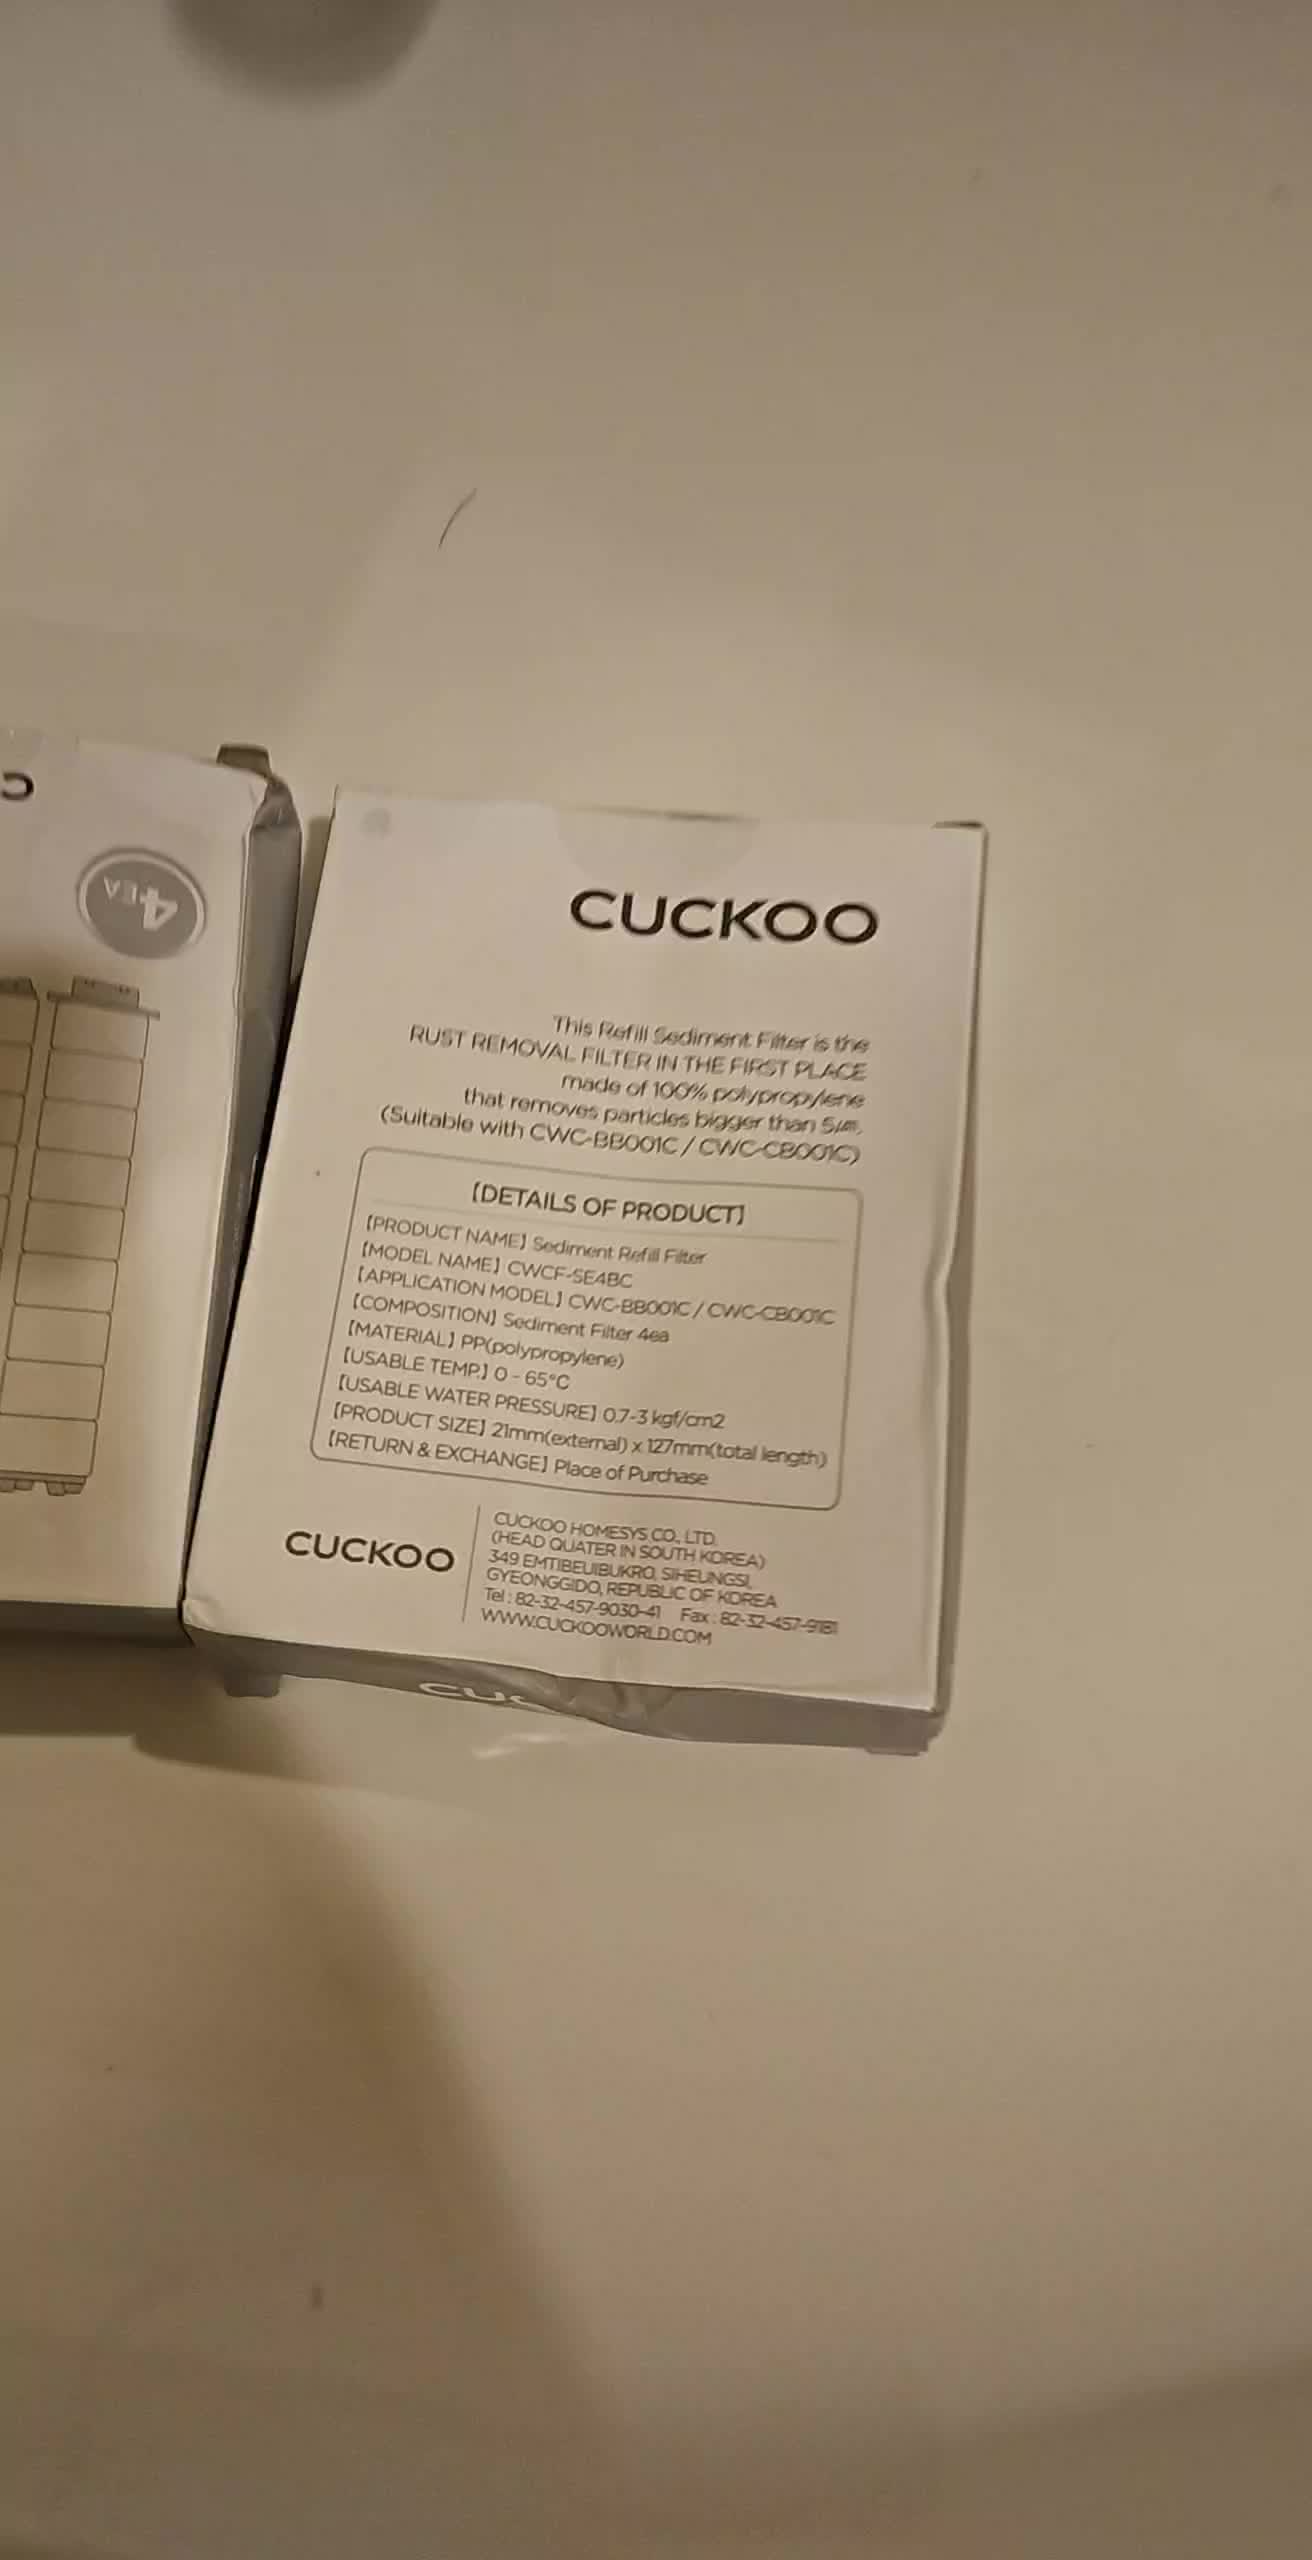 4EA
CUCKOO
This Refill Sediment Filter is the
RUST REMOVAL FILTER IN THE FIRST PLACE
made of 100% polypropylene
that removes particles bigger than 5㎛.
(Suitable with CWC-BB001C / CWC-CB001C)
[DETAILS OF PRODUCT]
[PRODUCT NAME] Sediment Refill Filter
[MODEL NAME] CWCF-SE4BC
[APPLICATION MODEL] CWC-BB001C / CWC-CB001C
[COMPOSITION] Sediment Filter 4ea
[MATERIAL] PP(polypropylene)
[USABLE TEMP.] 0 - 65°C
[USABLE WATER PRESSURE] 0.7-3 kgf/cm2
[PRODUCT SIZE] 21mm(external) x 127mm(total length)
[RETURN & EXCHANGE] Place of Purchase
CUCKOO
CUCKOO HOMESYS CO., LTD.
(HEAD QUATER IN SOUTH KOREA)
349 EMTIBEUIBUKRO, SIHEUNGSI,
GYEONGGIDO, REPUBLIC OF KOREA
Tel : 82-32-457-9030-41 Fax : 82-32-457-9181
WWW.CUCKOOWORLD.COM